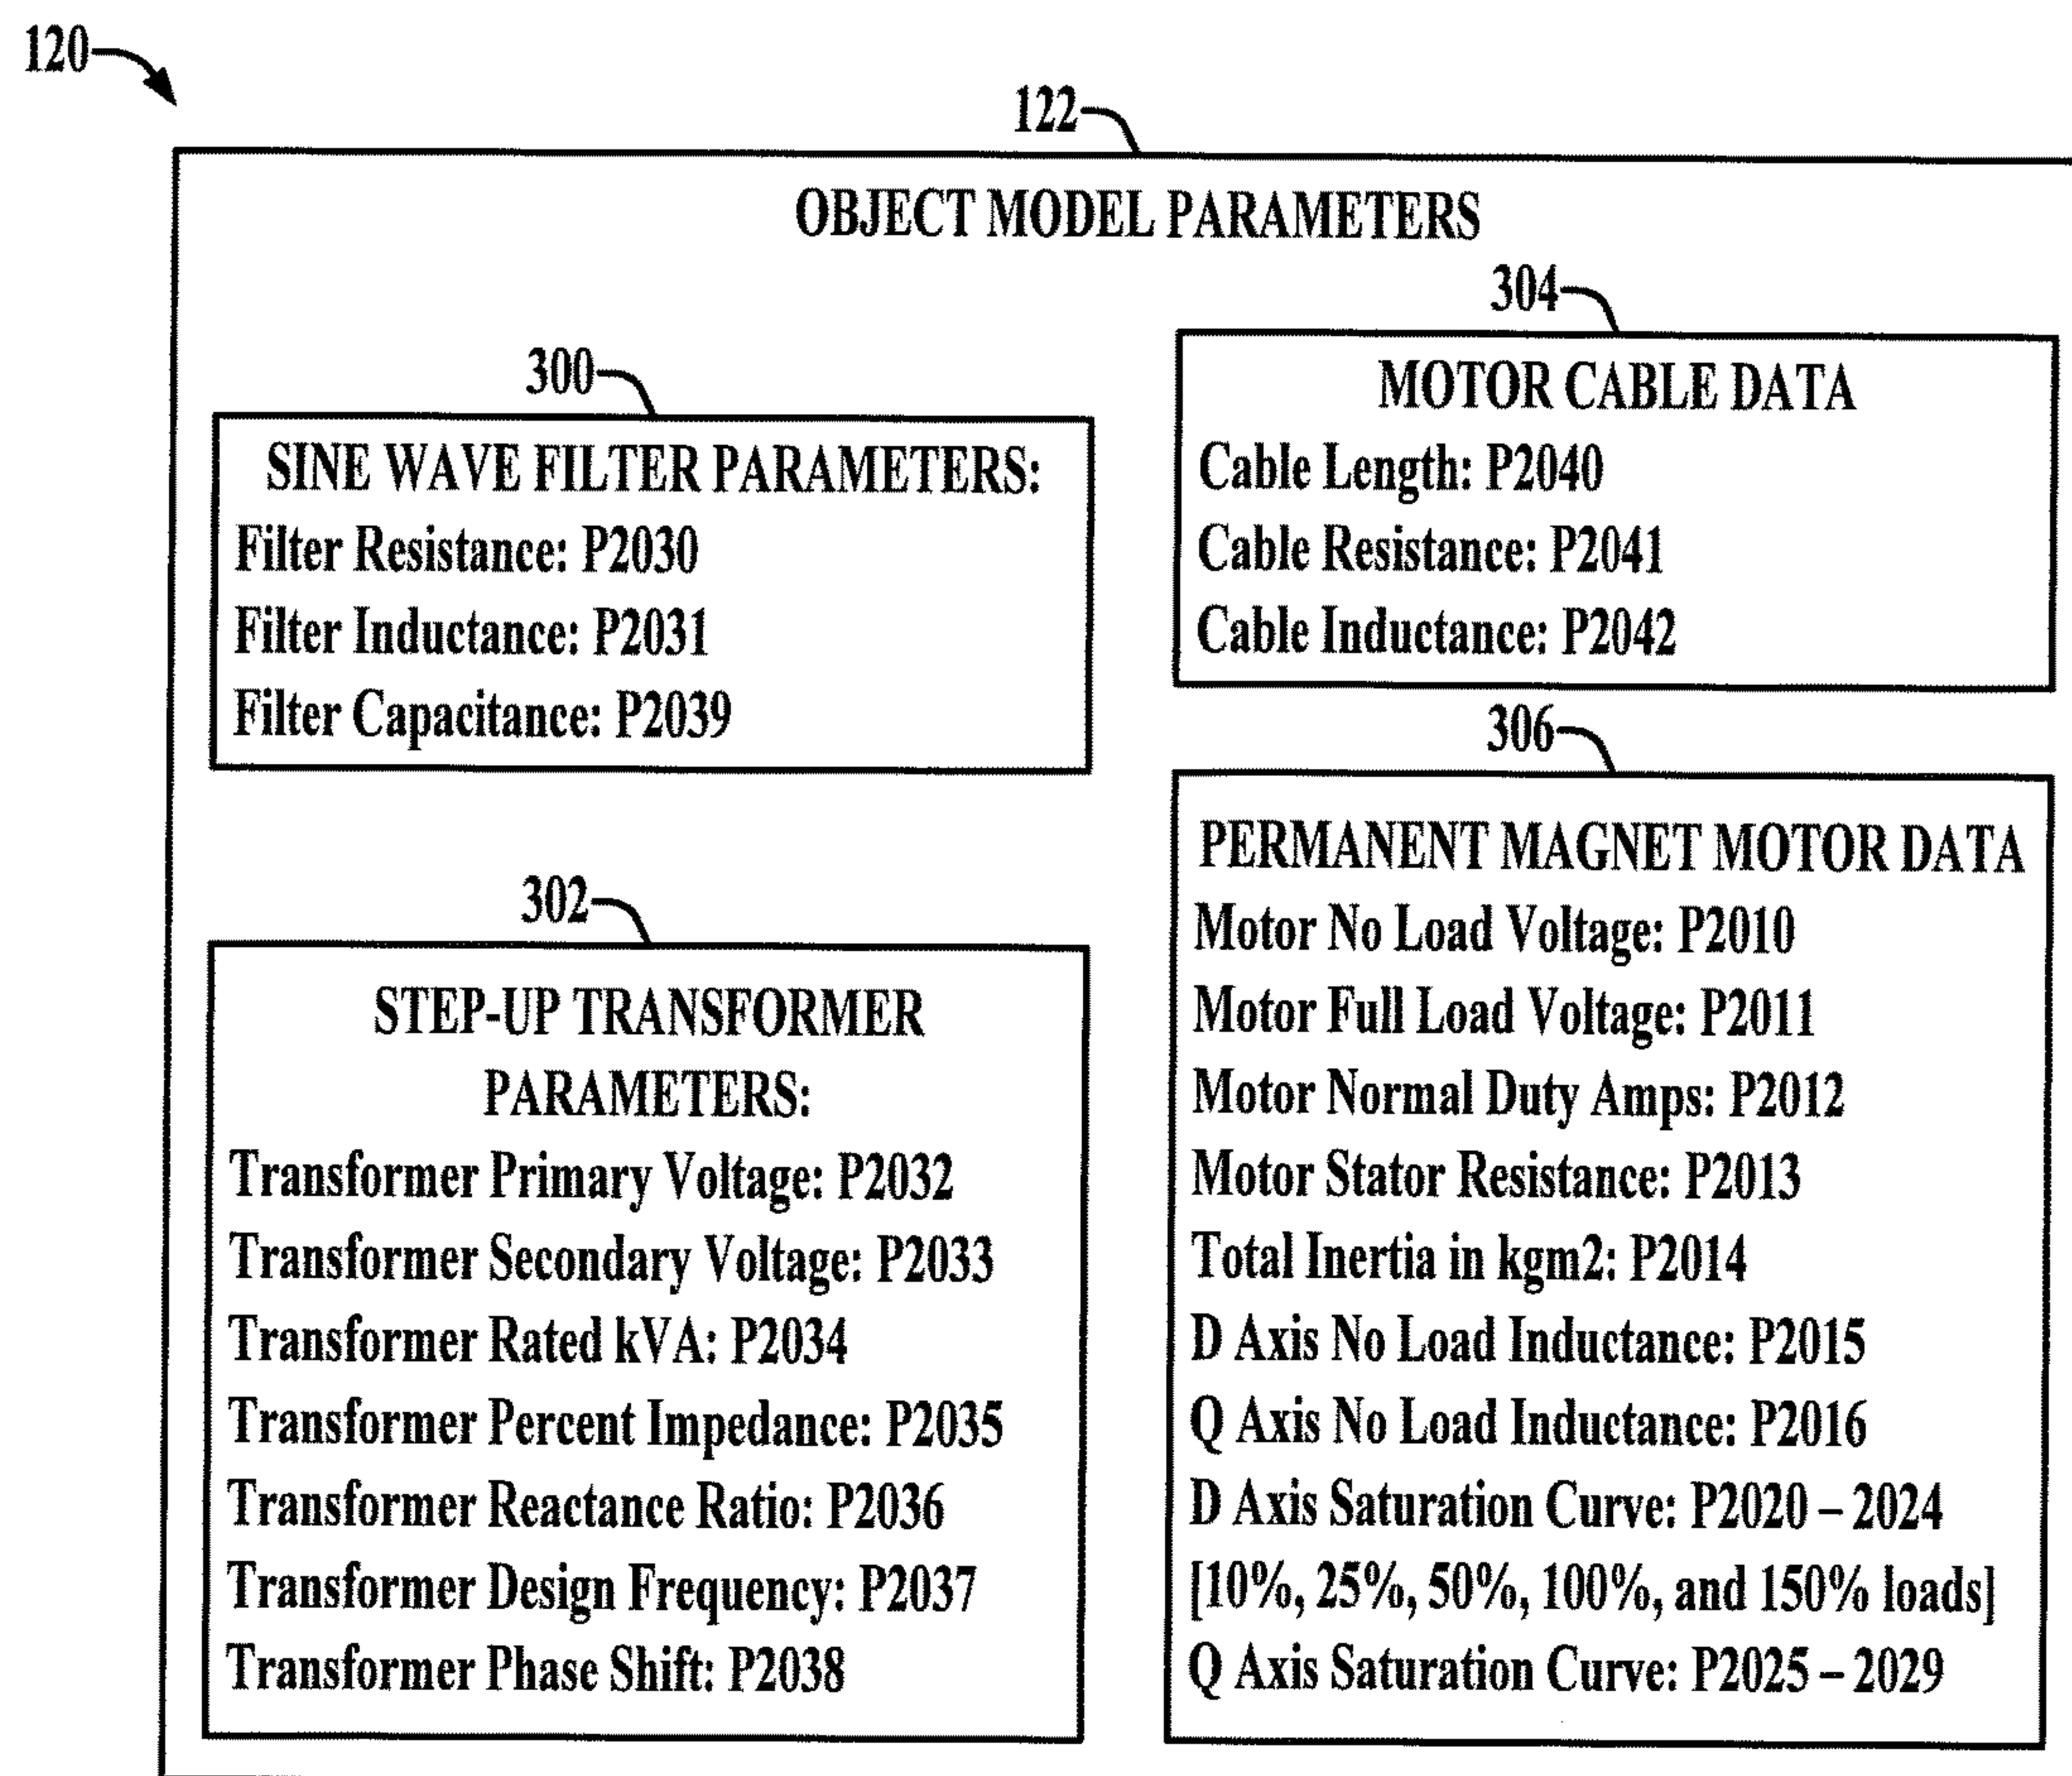 120
122
OBJECT MODEL PARAMETERS
300
SINE WAVE FILTER PARAMETERS:
Filter Resistance: P2030
Filter Inductance: P2031
Filter Capacitance: P2039
302
STEP-UP TRANSFORMER
PARAMETERS:
Transformer Primary Voltage: P2032
Transformer Secondary Voltage: P2033
Transformer Rated kVA: P2034
Transformer Percent Impedance: P2035
Transformer Reactance Ratio: P2036
Transformer Design Frequency: P2037
Transformer Phase Shift: P2038
304
MOTOR CABLE DATA
Cable Length: P2040
Cable Resistance: P2041
Cable Inductance: P2042
306
PERMANENT MAGNET MOTOR DATA
Motor No Load Voltage: P2010
Motor Full Load Voltage: P2011
Motor Normal Duty Amps: P2012
Motor Stator Resistance: P2013
Total Inertia in kgm2: P2014
D Axis No Load Inductance: P2015
Q Axis No Load Inductance: P2016
D Axis Saturation Curve: P2020 – 2024
[10%, 25%, 50%, 100%, and 150% loads]
Q Axis Saturation Curve: P2025 – 2029